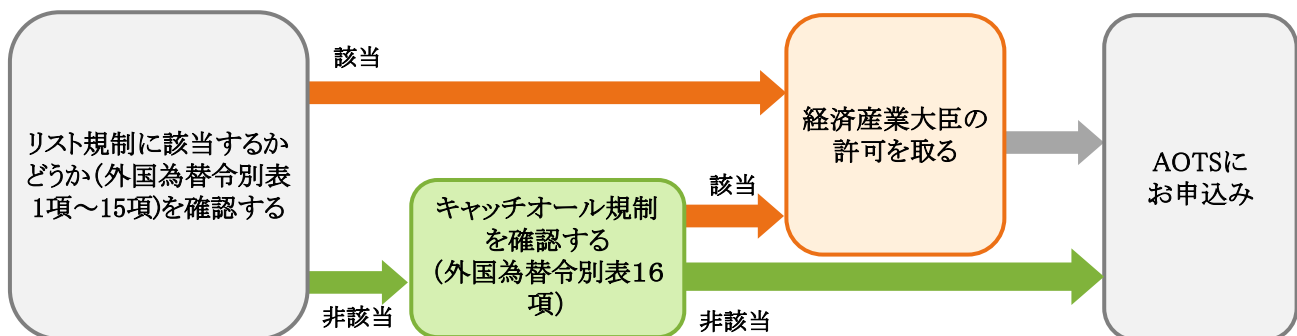 リスト規制に該当するか
どうか（外国為替令別表
1項～15項）を確認する
該当
非該当
キャッチオール規制
を確認する
（外国為替令別表16
項）
該当
非該当
経済産業大臣の
許可を取る
AOTSに
お申込み